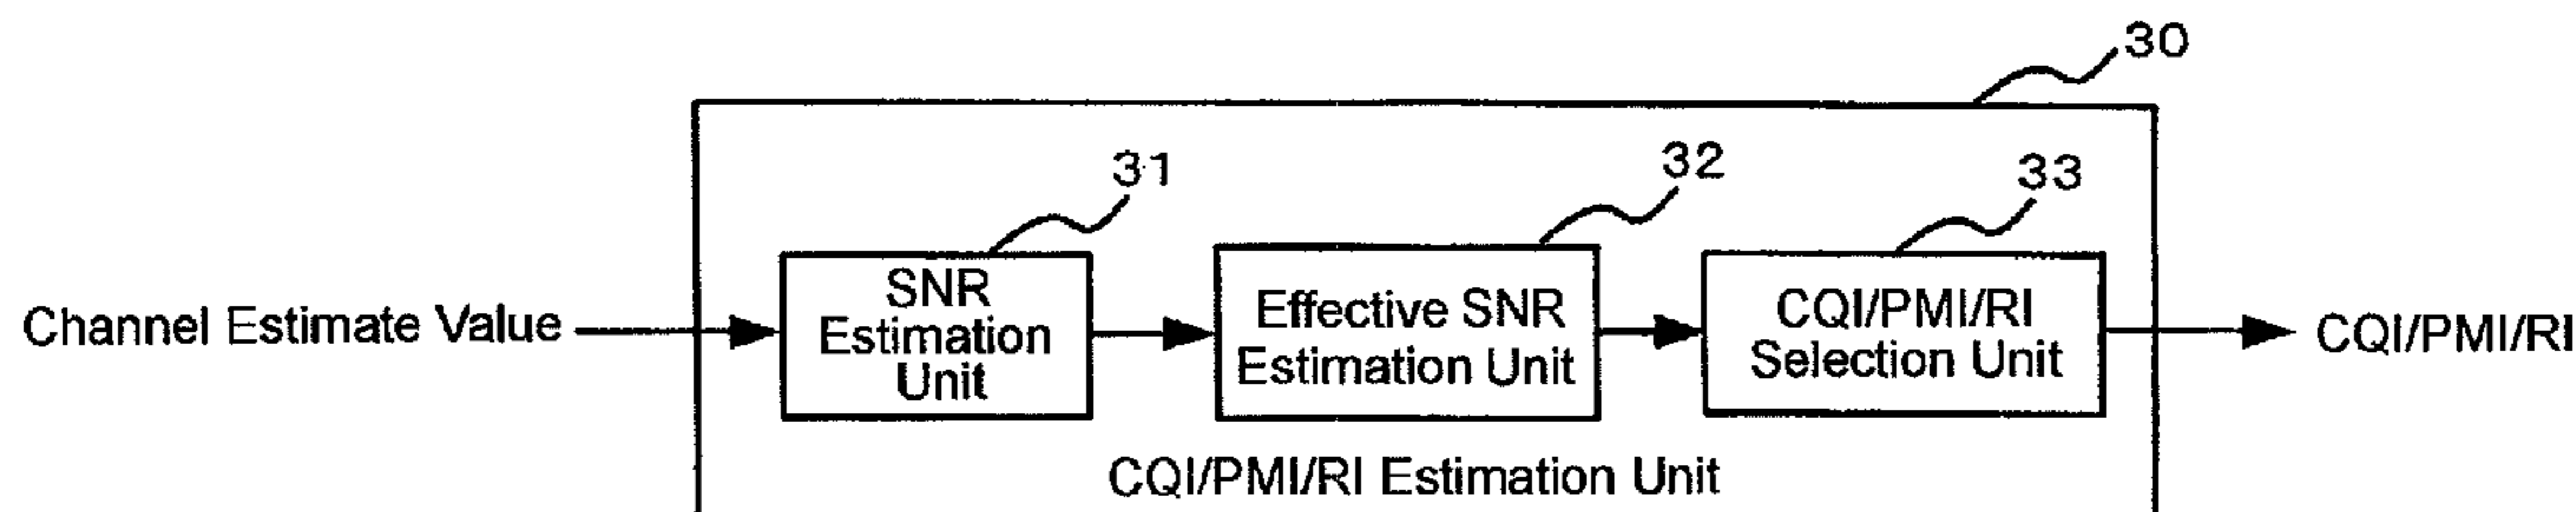 30
31
32
33
Channel Estimate Value
SNR
Estimation
Unit
Effective SNR
Estimation Unit
CQI/PMI/RI
Selection Unit
CQI/PMI/RI
CQI/PMI/RI Estimation Unit